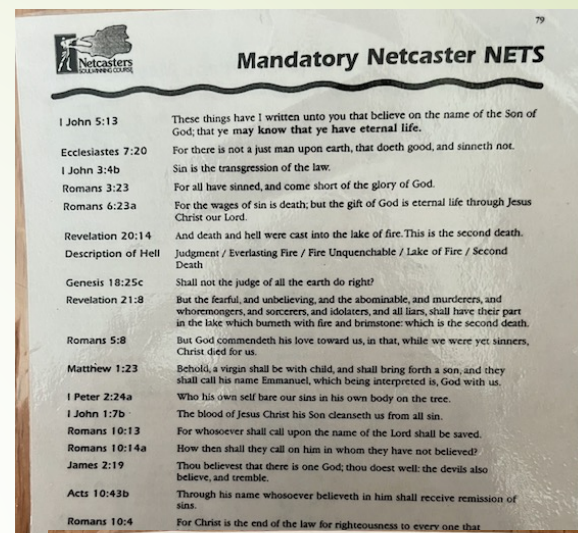 79
Netcasters
SOULWINNING COURSE
Mandatory Netcaster NETS
I John 5:13 These things have I written unto you that believe on the name of the Son of
God; that ye may know that ye have eternal life.
Ecclesiastes 7:20 For there is not a just man upon earth, that doeth good, and sinneth not.
I John 3:4b Sin is the transgression of the law.
Romans 3:23 For all have sinned, and come short of the glory of God.
Romans 6:23a For the wages of sin is death; but the gift of God is eternal life through Jesus
Christ our Lord.
Revelation 20:14 And death and hell were cast into the lake of fire. This is the second death.
Description of Hell Judgment / Everlasting Fire / Fire Unquenchable / Lake of Fire / Second
Death
Genesis 18:25c Shall not the judge of all the earth do right?
Revelation 21:8 But the fearful, and unbelieving, and the abominable, and murderers, and
whoremongers, and sorcerers, and idolaters, and all liars, shall have their part
in the lake which burneth with fire and brimstone: which is the second death.
Romans 5:8 But God commendeth his love toward us, in that, while we were yet sinners,
Christ died for us.
Matthew 1:23 Behold, a virgin shall be with child, and shall bring forth a son, and they
shall call his name Emmanuel, which being interpreted is, God with us.
I Peter 2:24a Who his own self bare our sins in his own body on the tree.
I John 1:7b The blood of Jesus Christ his Son cleanseth us from all sin.
Romans 10:13 For whosoever shall call upon the name of the Lord shall be saved.
Romans 10:14a How then shall they call on him in whom they have not believed?
James 2:19 Thou believest that there is one God; thou doest well: the devils also
believe, and tremble.
Acts 10:43b Through his name whosoever believeth in him shall receive remission of
sins.
Romans 10:4 For Christ is the end of the law for righteousness to every one that